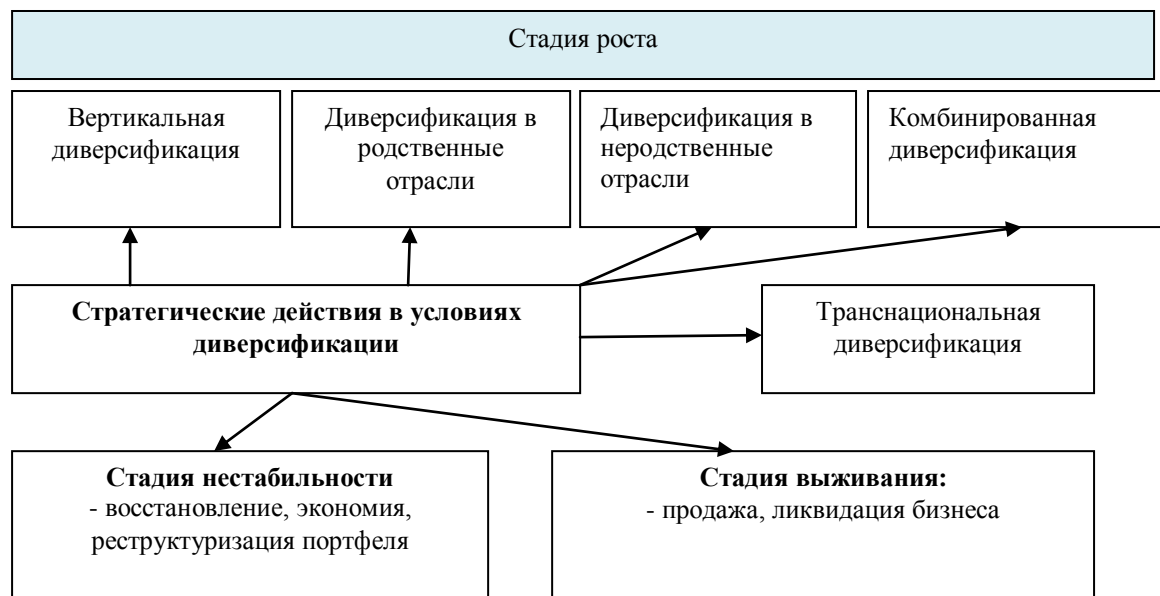 Стадия роста
Вертикальная
диверсификация
Диверсификация в
родственные
отрасли
Диверсификация в
неродственные
отрасли
Комбинированная
диверсификация
Стратегические действия в условиях
диверсификации
Транснациональная
диверсификация
Стадия нестабильности
- восстановление, экономия,
реструктуризация портфеля
Стадия выживания:
- продажа, ликвидация бизнеса